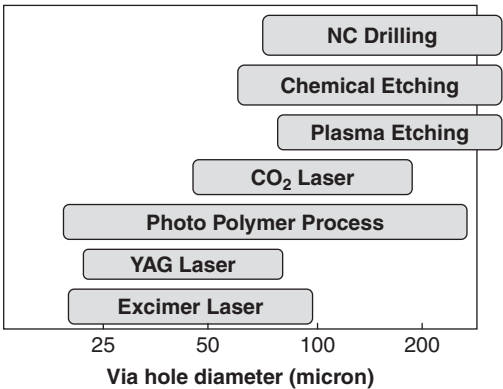 NC Drilling
Chemical Etching
Plasma Etching
CO₂ Laser
Photo Polymer Process
YAG Laser
Excimer Laser
25 50 100 200
Via hole diameter (micron)